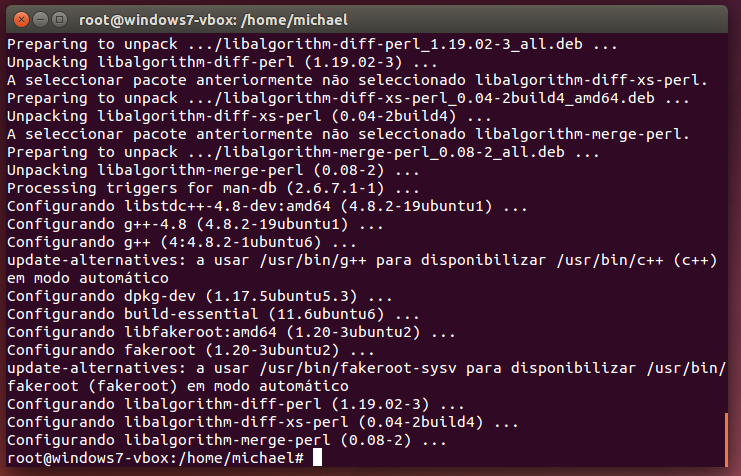 root@windows7-vbox: /home/michael
Preparing to unpack .../libalgorithm-diff-perl_1.19.02-3_all.deb ...
Unpacking libalgorithm-diff-perl (1.19.02-3) ...
A seleccionar pacote anteriormente não seleccionado libalgorithm-diff-xs-perl.
Preparing to unpack .../libalgorithm-diff-xs-perl_0.04-2build4_amd64.deb ...
Unpacking libalgorithm-diff-xs-perl (0.04-2build4) ...
A seleccionar pacote anteriormente não seleccionado libalgorithm-merge-perl.
Preparing to unpack .../libalgorithm-merge-perl_0.08-2_all.deb ...
Unpacking libalgorithm-merge-perl (0.08-2) ...
Processing triggers for man-db (2.6.7.1-1) ...
Configurando libstdc++-4.8-dev:amd64 (4.8.2-19ubuntu1) ...
Configurando g++-4.8 (4.8.2-19ubuntu1) ...
Configurando g++ (4:4.8.2-1ubuntu6) ...
update-alternatives: a usar /usr/bin/g++ para disponibilizar /usr/bin/c++ (c++)
em modo automático
Configurando dpkg-dev (1.17.5ubuntu5.3) ...
Configurando build-essential (11.6ubuntu6) ...
Configurando libfakeroot:amd64 (1.20-3ubuntu2) ...
Configurando fakeroot (1.20-3ubuntu2) ...
update-alternatives: a usar /usr/bin/fakeroot-sysv para disponibilizar /usr/bin/
fakeroot (fakeroot) em modo automático
Configurando libalgorithm-diff-perl (1.19.02-3) ...
Configurando libalgorithm-diff-xs-perl (0.04-2build4) ...
Configurando libalgorithm-merge-perl (0.08-2) ...
root@windows7-vbox:/home/michael#